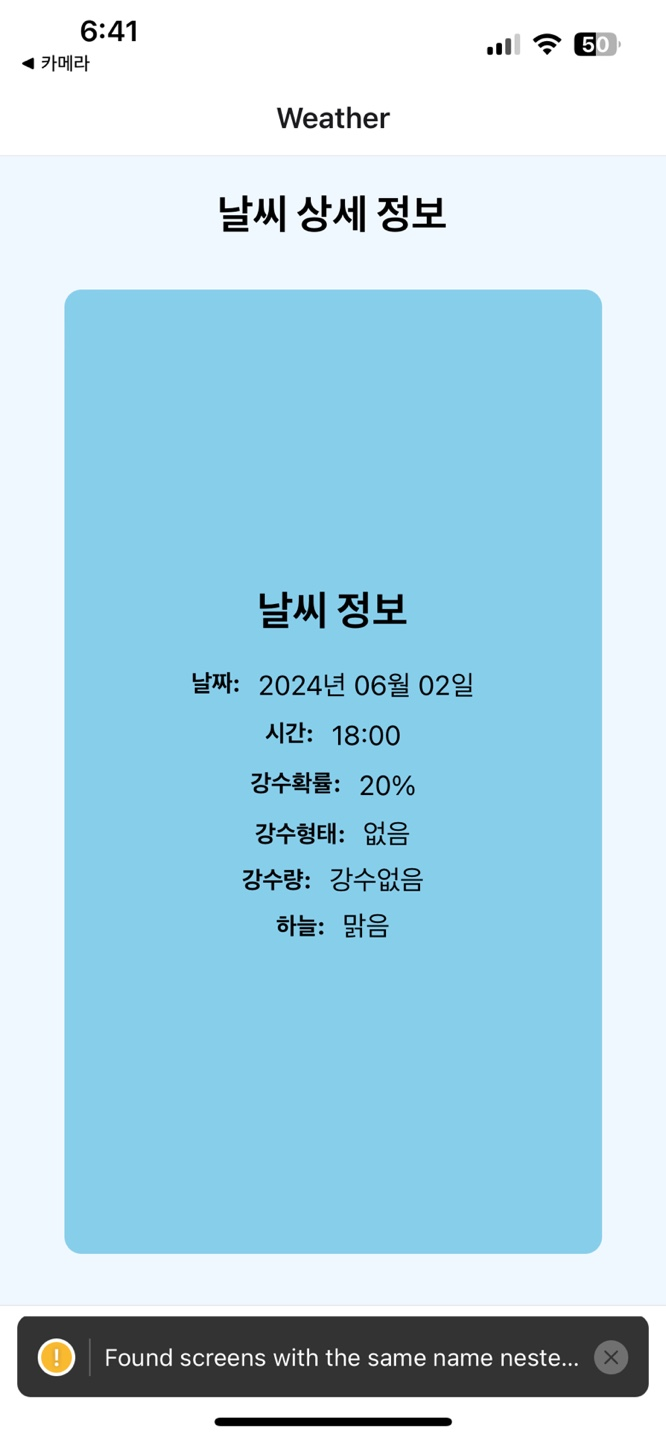 6:41
50
◀ 카메라
Weather
날씨 상세 정보
날씨 정보
날짜: 2024년 06월 02일
시간: 18:00
강수확률: 20%
강수형태: 없음
강수량: 강수없음
하늘: 맑음
! Found screens with the same name neste...